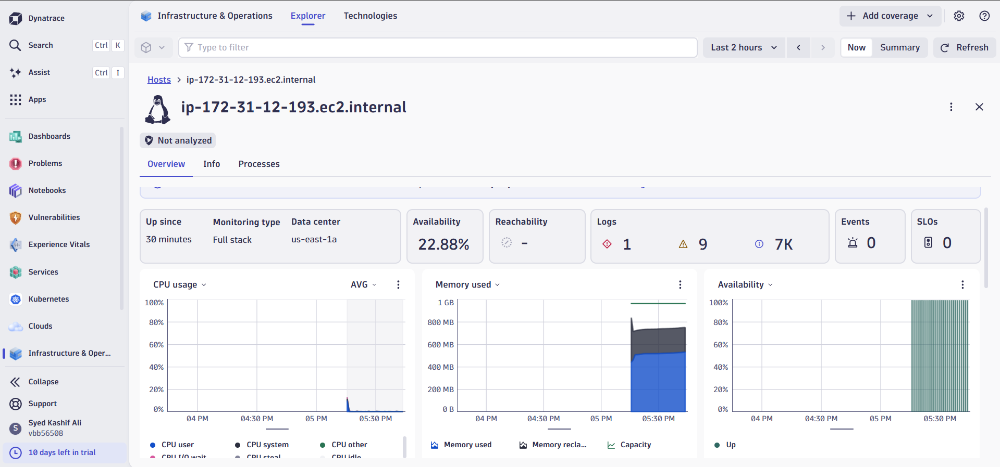 Dynatrace
Search Ctrl K
Assist Ctrl I
Apps
Dashboards
Problems
Notebooks
Vulnerabilities
Experience Vitals
Services
Kubernetes
Clouds
Infrastructure & Oper...
Collapse
Support
S Syed Kashif Ali
vbb56508
10 days left in trial
Infrastructure & Operations Explorer Technologies Add coverage
Type to filter Last 2 hours Now Summary Refresh
Hosts > ip-172-31-12-193.ec2.internal
ip-172-31-12-193.ec2.internal
Not analyzed
Overview Info Processes
Up since Monitoring type Data center
30 minutes Full stack us-east-1a
Availability
22.88%
Reachability
-
Logs
1 9 7K
Events
0
SLOs
0
CPU usage AVG
100%
80%
60%
40%
20%
0%
04 PM 04:30 PM 05 PM 05:30 PM
CPU user CPU system CPU other
CPU I/O wait CPU steal CPU idle
Memory used
1 GB
800 MB
600 MB
400 MB
200 MB
0 B
04 PM 04:30 PM 05 PM 05:30 PM
Memory used Memory recla... Capacity
Availability
100%
80%
60%
40%
20%
0%
04 PM 04:30 PM 05 PM 05:30 PM
Up